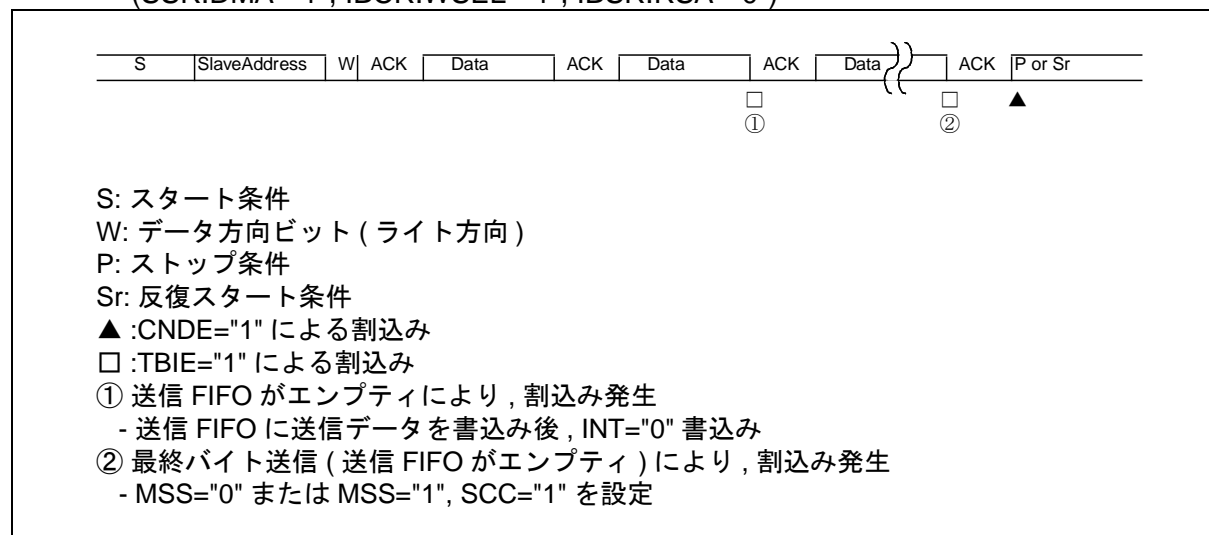 S SlaveAddress W ACK Data ACK Data ACK Data ACK P or Sr
□ □ ▲
① ②
S: スタート条件
W: データ方向ビット ( ライト方向 )
P: ストップ条件
Sr: 反復スタート条件
▲ :CNDE="1" による割込み
□ :TBIE="1" による割込み
① 送信 FIFO がエンプティにより , 割込み発生
- 送信 FIFO に送信データを書込み後 , INT="0" 書込み
② 最終バイト送信 ( 送信 FIFO がエンプティ ) により , 割込み発生
- MSS="0" または MSS="1", SCC="1" を設定